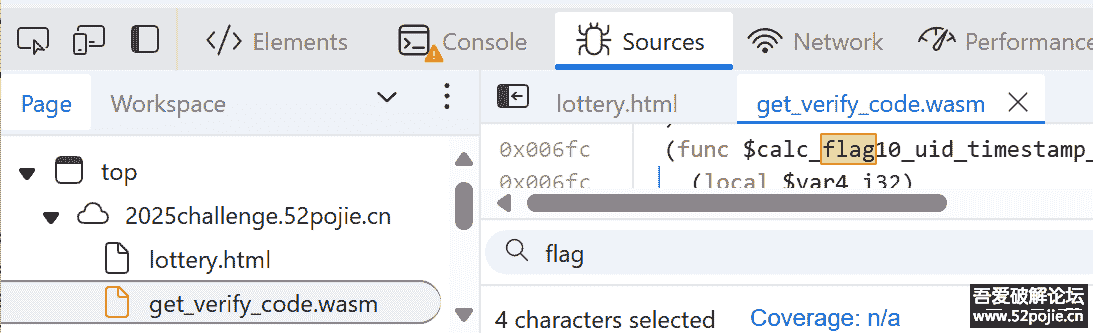 Elements
Console
Sources
Network
Performance
Page
Workspace
lottery.html
get_verify_code.wasm
top
2025challenge.52pojie.cn
lottery.html
get_verify_code.wasm
0x006fc
(func $calc_flag10_uid_timestamp_
0x006fc
(local $var4 i32)
flag
4 characters selected
Coverage: n/a
吾爱破解论坛
www.52pojie.cn